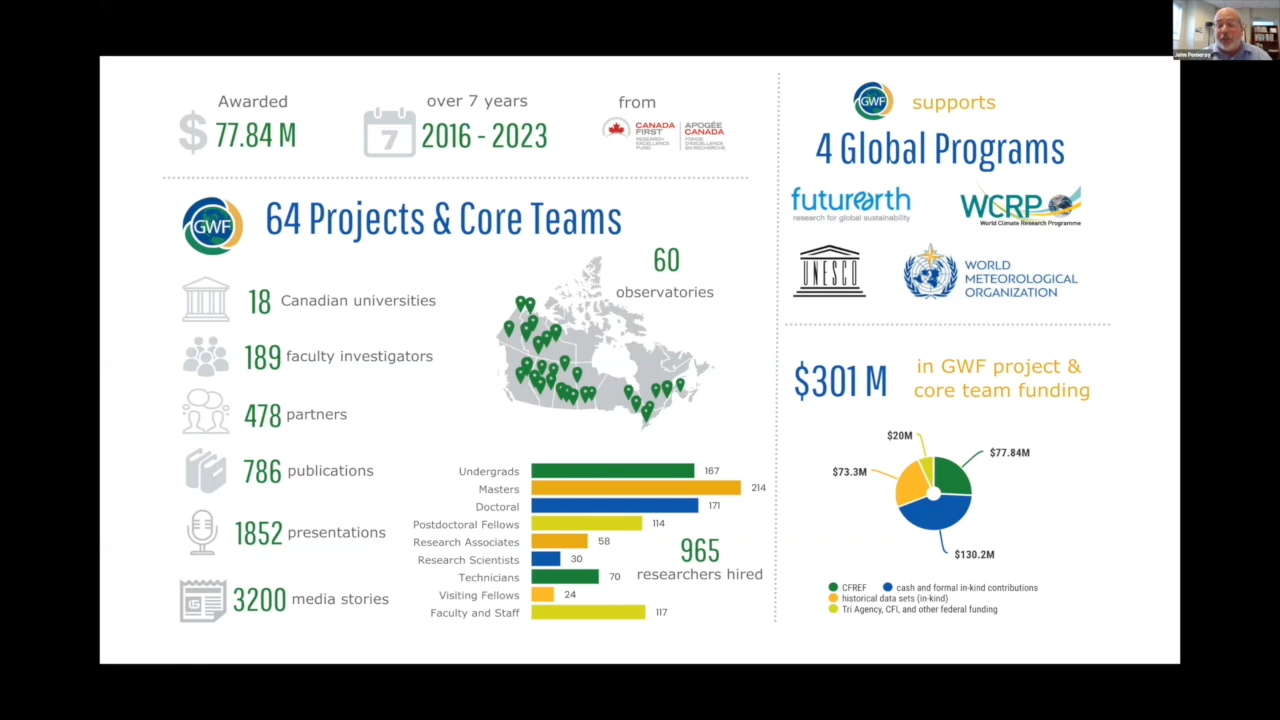 John Pomeroy
Awarded
$ 77.84 M
over 7 years
7
2016 - 2023
from
CANADA FIRST
RESEARCH EXCELLENCE FUND
APOGÉE CANADA
FONDS D'EXCELLENCE EN RECHERCHE
GWF
64 Projects & Core Teams
18 Canadian universities
189 faculty investigators
478 partners
786 publications
1852 presentations
3200 media stories
60
observatories
Undergrads 167
Masters 214
Doctoral 171
Postdoctoral Fellows 114
Research Associates 58
Research Scientists 30
Technicians 70
Visiting Fellows 24
Faculty and Staff 117
965
researchers hired
GWF supports
4 Global Programs
futurearth
research for global sustainability
WCRP
World Climate Research Programme
UNESCO
WORLD
METEOROLOGICAL
ORGANIZATION
$301 M
in GWF project &
core team funding
$20M
$77.84M
$73.3M
$130.2M
CFREF
cash and formal in-kind contributions
historical data sets (in-kind)
Tri Agency, CFI, and other federal funding